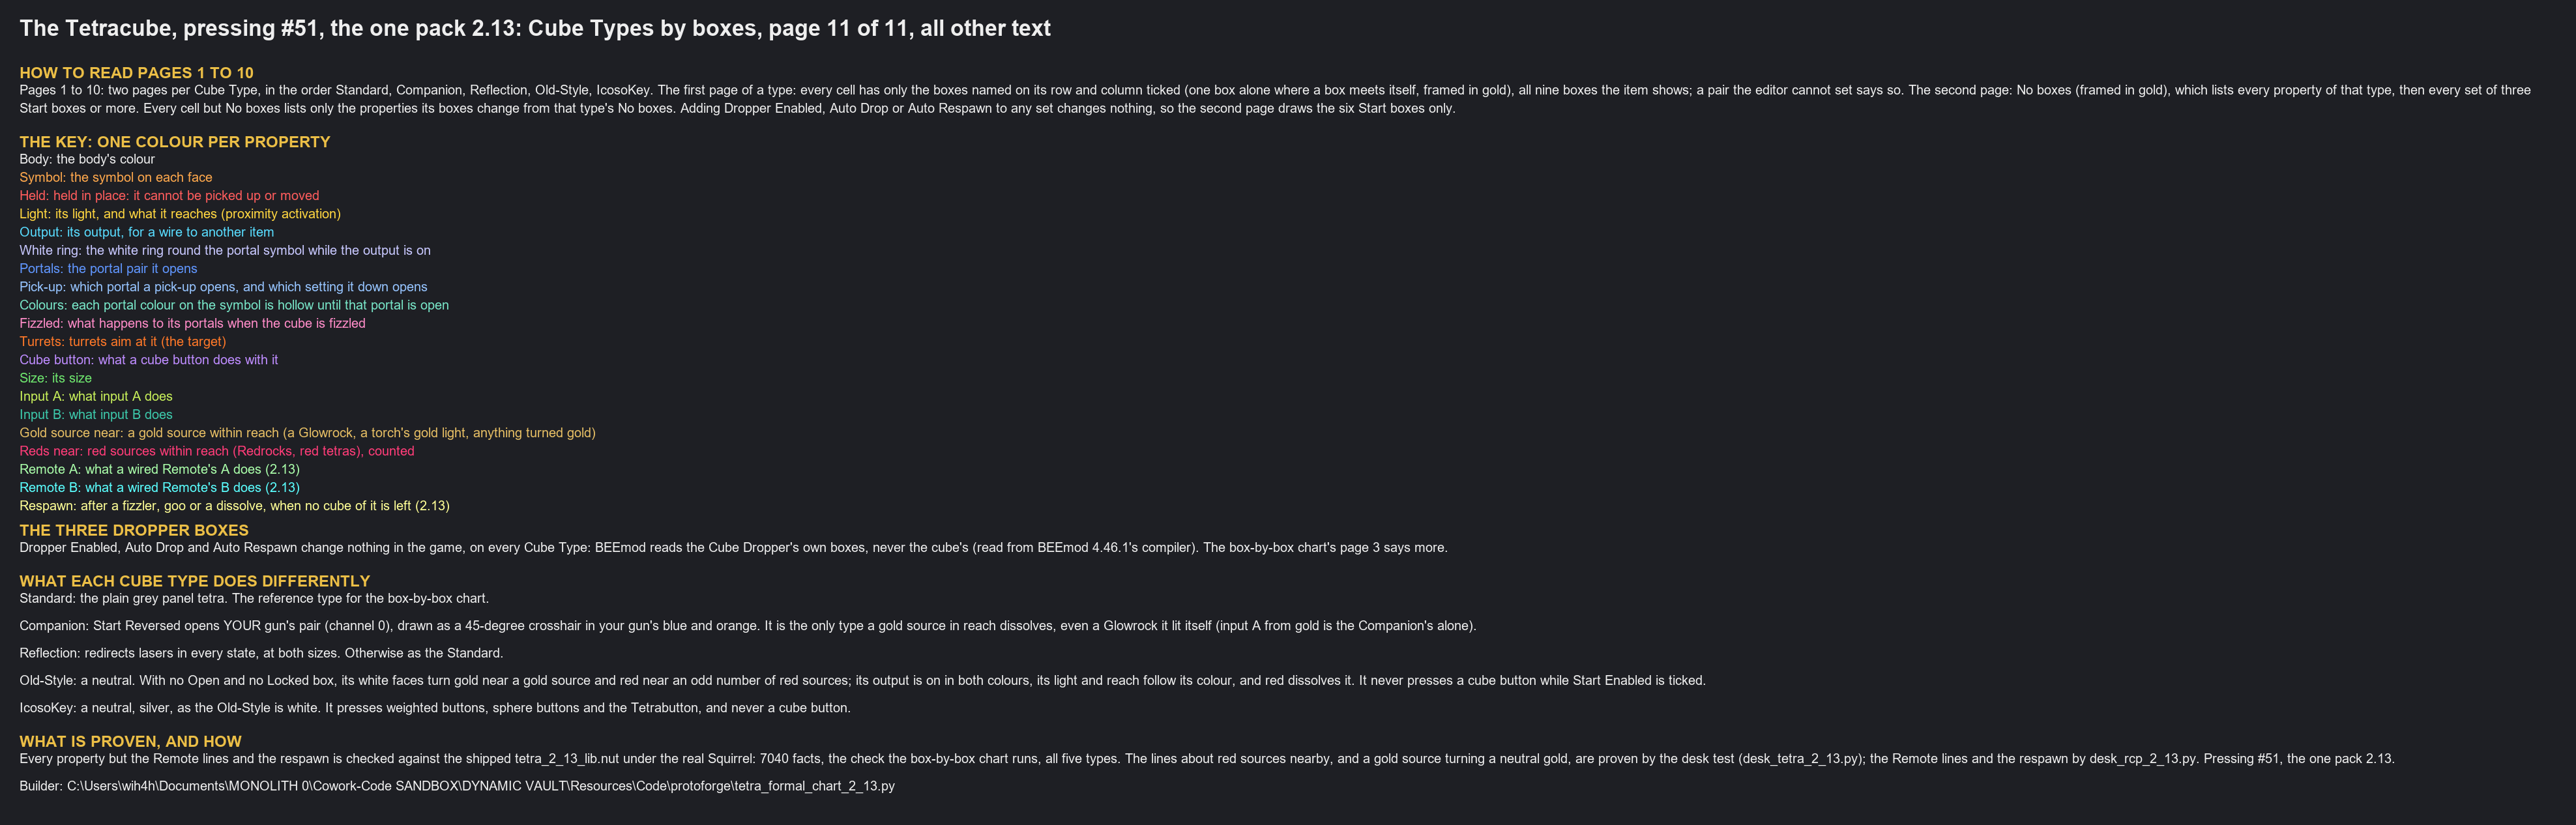 The Tetracube, pressing #51, the one pack 2.13: Cube Types by boxes, page 11 of 11, all other text
HOW TO READ PAGES 1 TO 10
Pages 1 to 10: two pages per Cube Type, in the order Standard, Companion, Reflection, Old-Style, IcosoKey. The first page of a type: every cell has only the boxes named on its row and column ticked (one box alone where a box meets itself, framed in gold), all nine boxes the item shows; a pair the editor cannot set says so. The second page: No boxes (framed in gold), which lists every property of that type, then every set of three
Start boxes or more. Every cell but No boxes lists only the properties its boxes change from that type's No boxes. Adding Dropper Enabled, Auto Drop or Auto Respawn to any set changes nothing, so the second page draws the six Start boxes only.
THE KEY: ONE COLOUR PER PROPERTY
Body: the body's colour
Symbol: the symbol on each face
Held: held in place: it cannot be picked up or moved
Light: its light, and what it reaches (proximity activation)
Output: its output, for a wire to another item
White ring: the white ring round the portal symbol while the output is on
Portals: the portal pair it opens
Pick-up: which portal a pick-up opens, and which setting it down opens
Colours: each portal colour on the symbol is hollow until that portal is open
Fizzled: what happens to its portals when the cube is fizzled
Turrets: turrets aim at it (the target)
Cube button: what a cube button does with it
Size: its size
Input A: what input A does
Input B: what input B does
Gold source near: a gold source within reach (a Glowrock, a torch's gold light, anything turned gold)
Reds near: red sources within reach (Redrocks, red tetras), counted
Remote A: what a wired Remote's A does (2.13)
Remote B: what a wired Remote's B does (2.13)
Respawn: after a fizzler, goo or a dissolve, when no cube of it is left (2.13)
THE THREE DROPPER BOXES
Dropper Enabled, Auto Drop and Auto Respawn change nothing in the game, on every Cube Type: BEEmod reads the Cube Dropper's own boxes, never the cube's (read from BEEmod 4.46.1's compiler). The box-by-box chart's page 3 says more.
WHAT EACH CUBE TYPE DOES DIFFERENTLY
Standard: the plain grey panel tetra. The reference type for the box-by-box chart.
Companion: Start Reversed opens YOUR gun's pair (channel 0), drawn as a 45-degree crosshair in your gun's blue and orange. It is the only type a gold source in reach dissolves, even a Glowrock it lit itself (input A from gold is the Companion's alone).
Reflection: redirects lasers in every state, at both sizes. Otherwise as the Standard.
Old-Style: a neutral. With no Open and no Locked box, its white faces turn gold near a gold source and red near an odd number of red sources; its output is on in both colours, its light and reach follow its colour, and red dissolves it. It never presses a cube button while Start Enabled is ticked.
IcosoKey: a neutral, silver, as the Old-Style is white. It presses weighted buttons, sphere buttons and the Tetrabutton, and never a cube button.
WHAT IS PROVEN, AND HOW
Every property but the Remote lines and the respawn is checked against the shipped tetra_2_13_lib.nut under the real Squirrel: 7040 facts, the check the box-by-box chart runs, all five types. The lines about red sources nearby, and a gold source turning a neutral gold, are proven by the desk test (desk_tetra_2_13.py); the Remote lines and the respawn by desk_rcp_2_13.py. Pressing #51, the one pack 2.13.
Builder: C:\Users\wih4h\Documents\MONOLITH 0\Cowork-Code SANDBOX\DYNAMIC VAULT\Resources\Code\protoforge\tetra_formal_chart_2_13.py